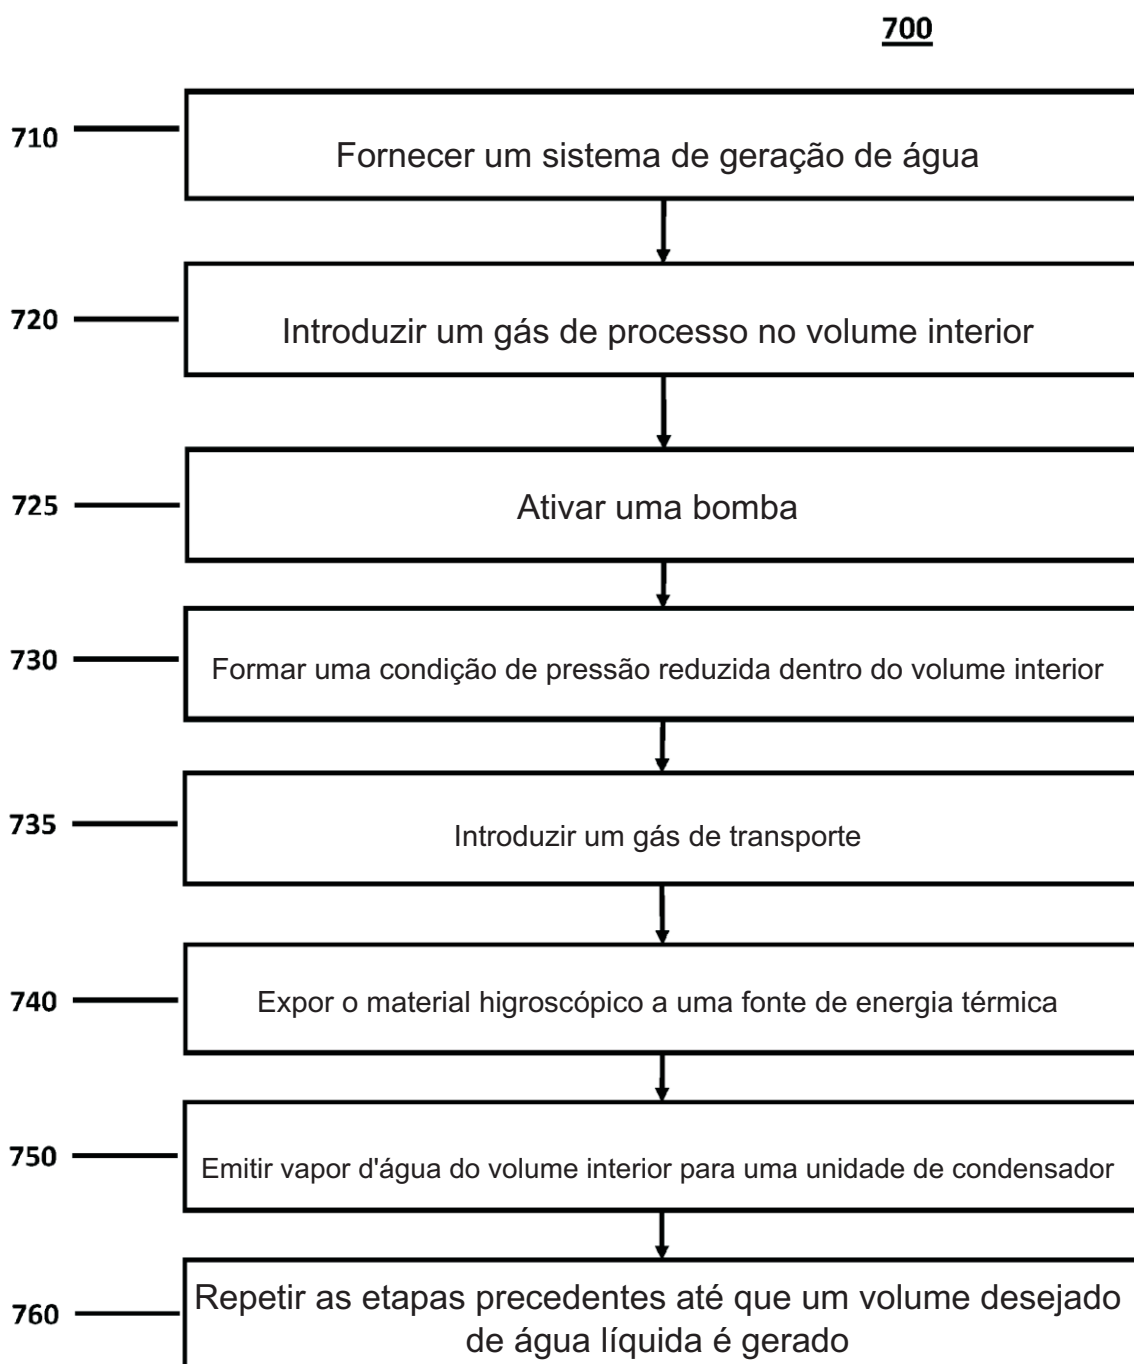 700
710
Fornecer um sistema de geração de água
720
Introduzir um gás de processo no volume interior
725
Ativar uma bomba
730
Formar uma condição de pressão reduzida dentro do volume interior
735
Introduzir um gás de transporte
740
Expor o material higroscópico a uma fonte de energia térmica
750
Emitir vapor d'água do volume interior para uma unidade de condensador
760
Repetir as etapas precedentes até que um volume desejado
de água líquida é gerado